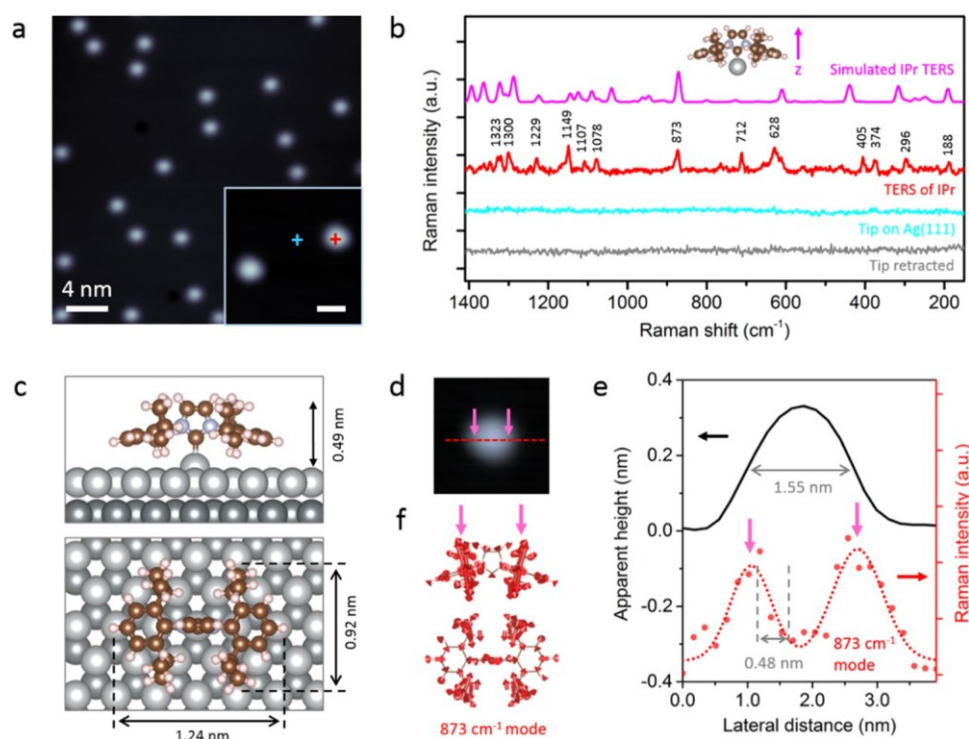 a
4 nm
b
Raman intensity (a.u.)
z
Simulated IPr TERS
1323
1300
1229
1149
1107
1078
873
712
628
405
374
296
188
TERS of IPr
Tip on Ag(111)
Tip retracted
1400 1200 1000 800 600 400 200
Raman shift (cm⁻¹)
c
0.49 nm
0.92 nm
1.24 nm
d
f
873 cm⁻¹ mode
e
Apparent height (nm)
0.4
0.2
0.0
-0.2
-0.4
1.55 nm
0.48 nm
873 cm⁻¹
mode
Raman intensity (a.u.)
0.0 1.0 2.0 3.0
Lateral distance (nm)